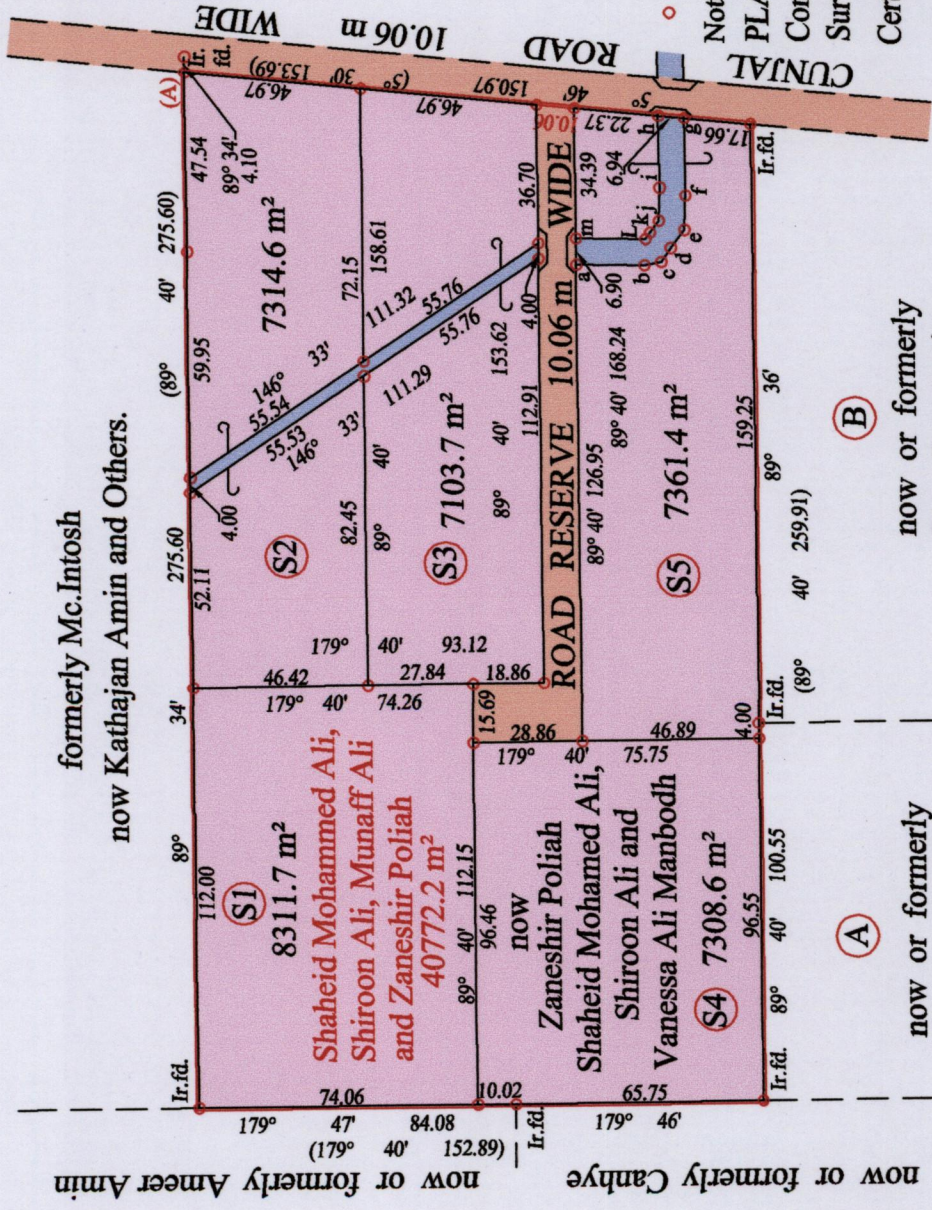 formerly Mc.Intosh
now Kathajan Amin and Others.
Ir.fd.
89°
34'
275.60
(89°
40'
275.60)
(A)
Ir.
fd.
112.00
52.11
59.95
47.54
89° 34'
4.10
4.00
S1
8311.7 m²
Shaheid Mohammed Ali,
Shiroon Ali, Munaff Ali
and Zaneshir Poliah
40772.2 m²
46.42
179° 40' 74.26
27.84
179° 40' 93.12
18.86
S2
7314.6 m²
55.54
146° 33'
55.53
146° 33'
111.32
55.76
55.76
111.29
82.45
72.15
89° 40' 158.61
S3
7103.7 m²
89° 40' 153.62
112.91
4.00
36.70
46.97
(5° 30' 153.69)
46.97
5° 46' 150.97
10.06
22.37
17.66
CUNJAL ROAD 10.06 m WIDE
ROAD RESERVE 10.06 m WIDE
15.69
28.86
179° 40' 75.75
46.89
4.00
89° 40' 112.15
96.46
now
Zaneshir Poliah
Shaheid Mohamed Ali,
Shiroon Ali and
Vanessa Ali Manbodh
S4 7308.6 m²
96.55
89° 40' 100.55
Ir.fd.
Ir.fd.
126.95
89° 40'
89° 40' 168.24
34.39
6.90
6.94
a
b
c
d
e
f
g
h
i
j
k
L
m
S5
7361.4 m²
159.25
89° 36'
(89° 40' 259.91)
Ir.fd.
74.06
10.02
65.75
179° 47' 84.08
(179° 40' 152.89)
Ir.fd.
179° 46'
now or formerly Ameer Amin
now or formerly Canhye
A
now or formerly
B
now or formerly
Not
PLA
Cor
Sur
Cer